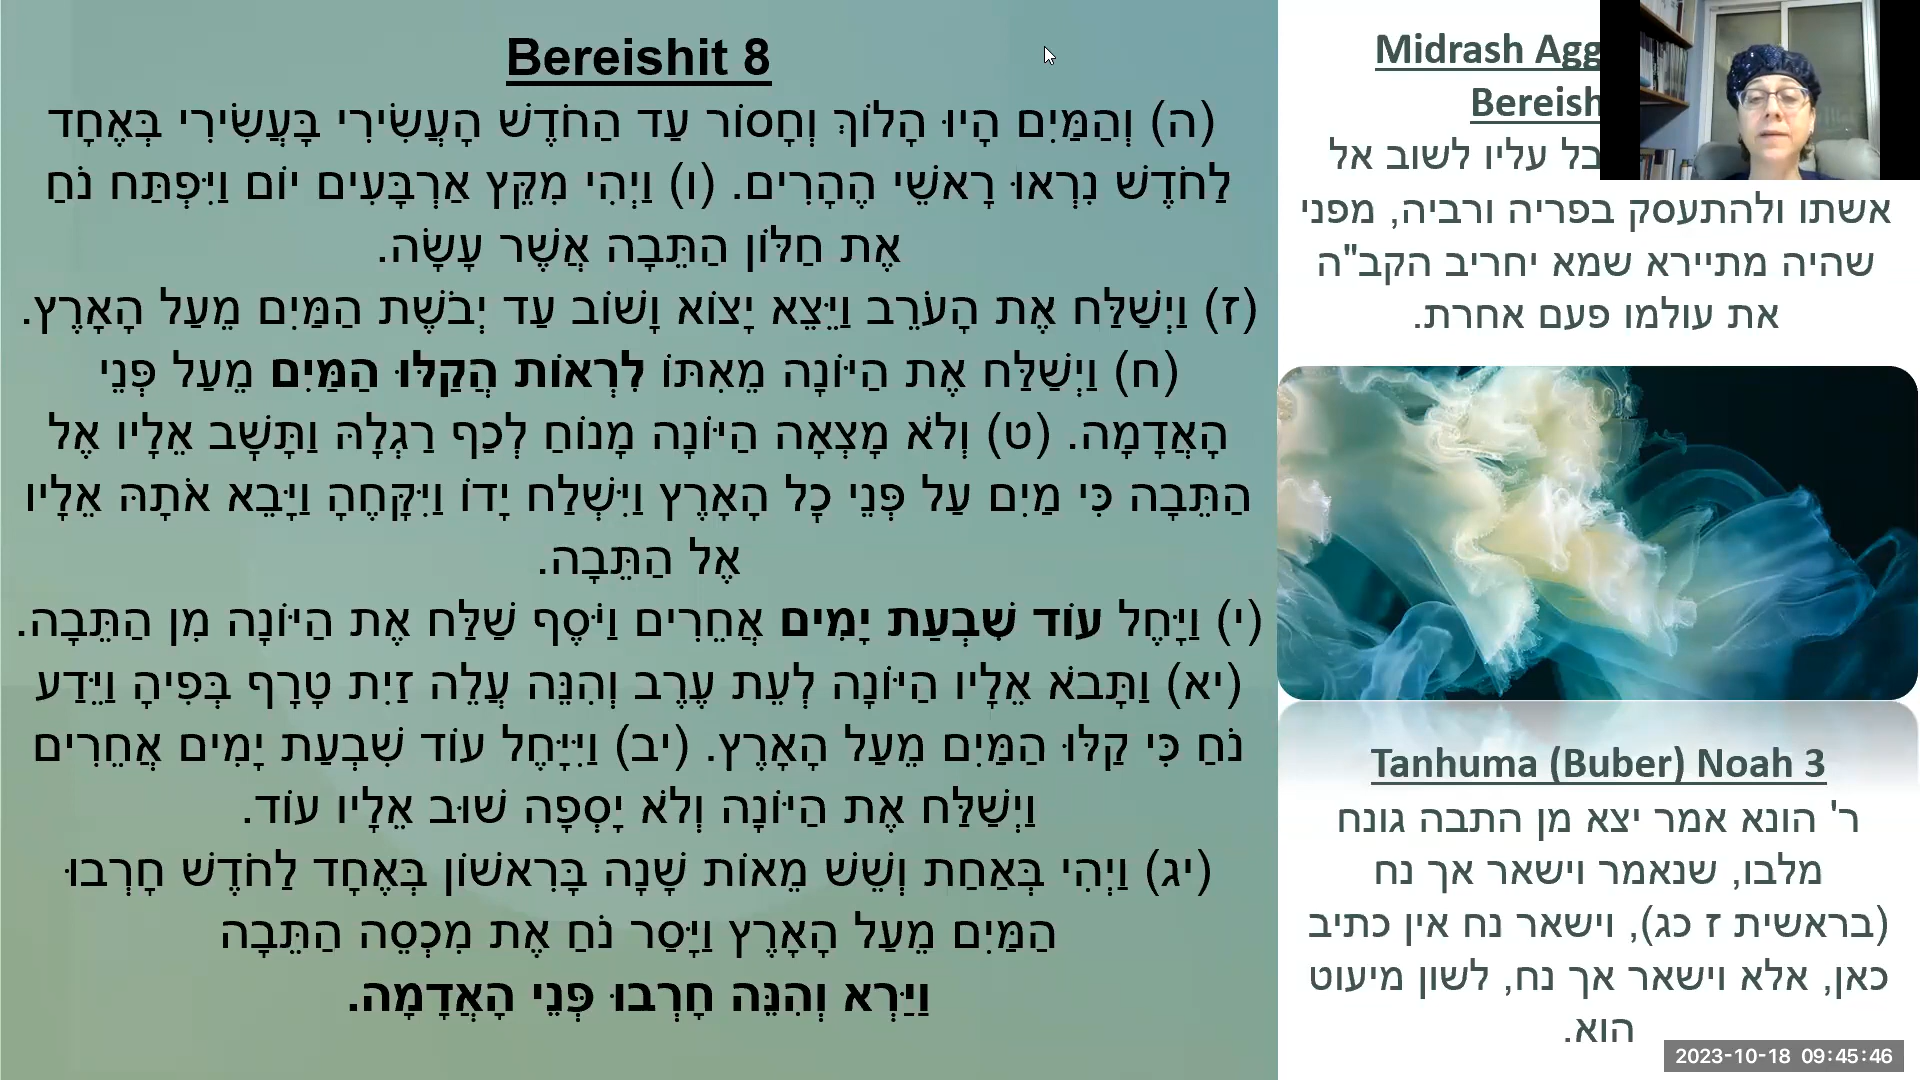 Bereishit 8
(ה) וְהַמַּיִם הָיוּ הָלוֹךְ וְחָסוֹר עַד הַחֹדֶשׁ הָעֲשִׂירִי בָּעֲשִׂירִי בְּאֶחָד
לַחֹדֶשׁ נִרְאוּ רָאשֵׁי הֶהָרִים. (ו) וַיְהִי מִקֵּץ אַרְבָּעִים יוֹם וַיִּפְתַּח נֹחַ
אֶת חַלּוֹן הַתֵּבָה אֲשֶׁר עָשָׂה.
(ז) וַיְשַׁלַּח אֶת הָעֹרֵב וַיֵּצֵא יָצוֹא וָשׁוֹב עַד יְבֹשֶׁת הַמַּיִם מֵעַל הָאָרֶץ.
(ח) וַיְשַׁלַּח אֶת הַיּוֹנָה מֵאִתּוֹ לִרְאוֹת הֲקַלּוּ הַמַּיִם מֵעַל פְּנֵי
הָאֲדָמָה. (ט) וְלֹא מָצְאָה הַיּוֹנָה מָנוֹחַ לְכַף רַגְלָהּ וַתָּשָׁב אֵלָיו אֶל
הַתֵּבָה כִּי מַיִם עַל פְּנֵי כָל הָאָרֶץ וַיִּשְׁלַח יָדוֹ וַיִּקָּחֶהָ וַיָּבֵא אֹתָהּ אֵלָיו
אֶל הַתֵּבָה.
(י) וַיָּחֶל עוֹד שִׁבְעַת יָמִים אֲחֵרִים וַיֹּסֶף שַׁלַּח אֶת הַיּוֹנָה מִן הַתֵּבָה.
(יא) וַתָּבֹא אֵלָיו הַיּוֹנָה לְעֵת עֶרֶב וְהִנֵּה עֲלֵה זַיִת טָרָף בְּפִיהָ וַיֵּדַע
נֹחַ כִּי קַלּוּ הַמַּיִם מֵעַל הָאָרֶץ. (יב) וַיִּיָּחֶל עוֹד שִׁבְעַת יָמִים אֲחֵרִים
וַיְשַׁלַּח אֶת הַיּוֹנָה וְלֹא יָסְפָה שׁוּב אֵלָיו עוֹד.
(יג) וַיְהִי בְּאַחַת וְשֵׁשׁ מֵאוֹת שָׁנָה בָּרִאשׁוֹן בְּאֶחָד לַחֹדֶשׁ חָרְבוּ
הַמַּיִם מֵעַל הָאָרֶץ וַיָּסַר נֹחַ אֶת מִכְסֵה הַתֵּבָה
וַיַּרְא וְהִנֵּה חָרְבוּ פְּנֵי הָאֲדָמָה.
Midrash Agg
Bereish
בל עליו לשוב אל
אשתו ולהתעסק בפריה ורביה, מפני
שהיה מתיירא שמא יחריב הקב"ה
את עולמו פעם אחרת.
Tanhuma (Buber) Noah 3
ר' הונא אמר יצא מן התבה גונח
מלבו, שנאמר וישאר אך נח
(בראשית ז כג), וישאר נח אין כתיב
כאן, אלא וישאר אך נח, לשון מיעוט
הוא.
2023-10-18 09:45:46